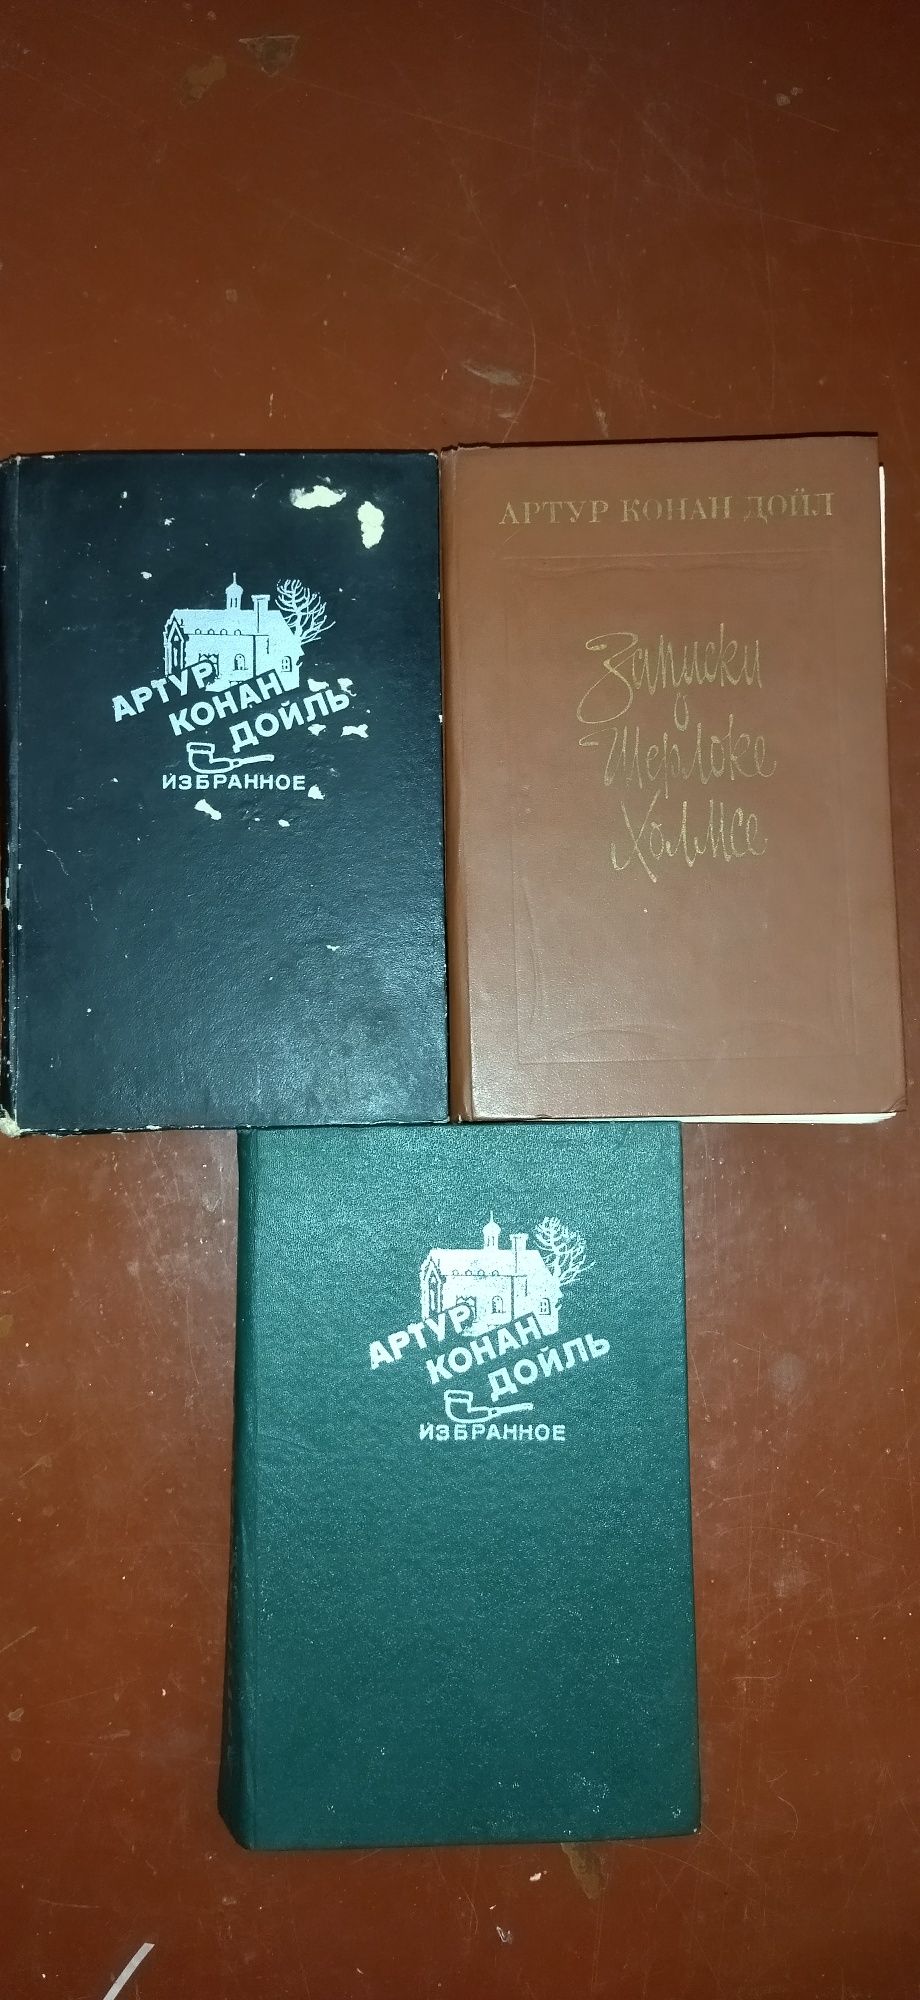 АРТУР
КОНАН
ДОЙЛЬ
ИЗБРАННОЕ
АРТУР КОНАН ДОЙЛ
Записки
о
Шерлоке
Холмсе
АРТУР
КОНАН
ДОЙЛЬ
ИЗБРАННОЕ